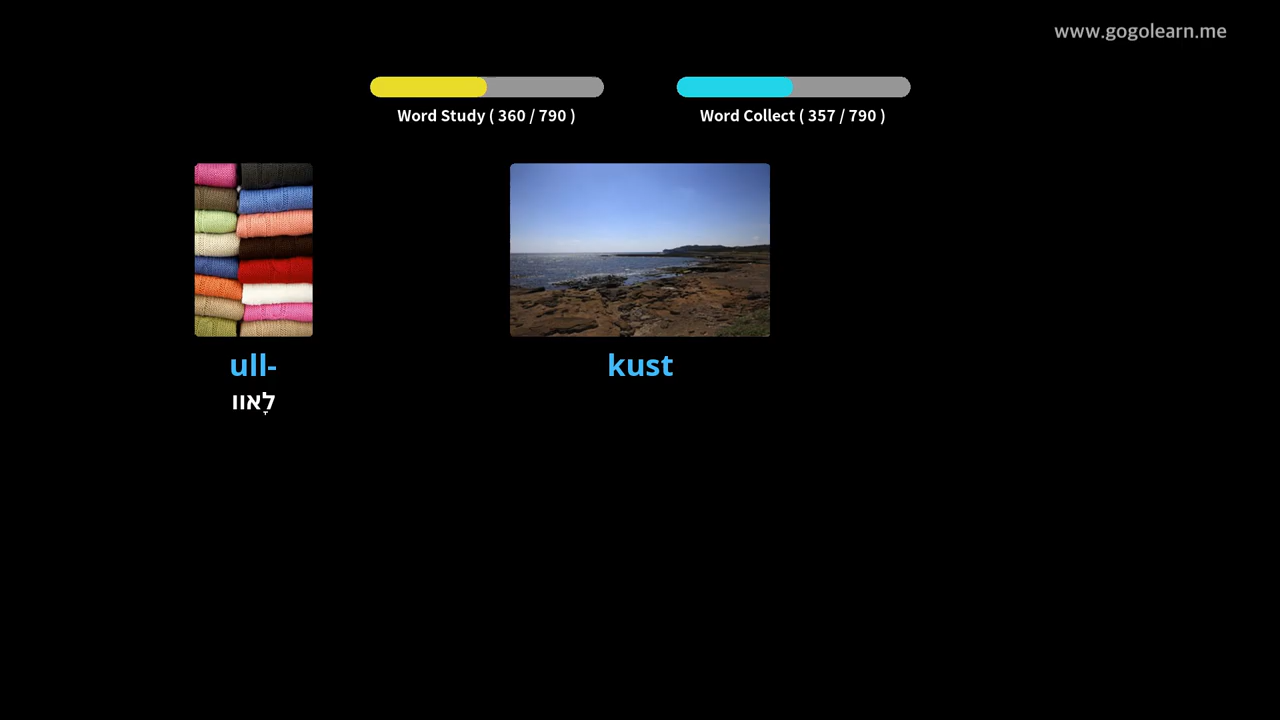 www.gogolearn.me
Word Study ( 360 / 790 )
Word Collect ( 357 / 790 )
ull-
לָאוו
kust